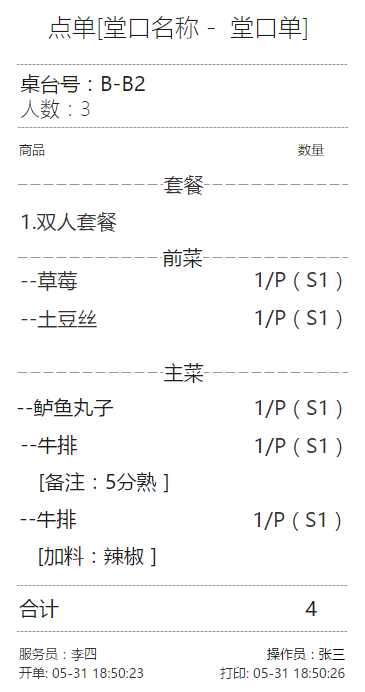 点单[堂口名称 - 堂口单]
桌台号：B-B2
人数：3
商品 数量
套餐
1.双人套餐
前菜
--草莓 1/P（S1）
--土豆丝 1/P（S1）
主菜
--鲈鱼丸子 1/P（S1）
--牛排 1/P（S1）
[备注：5分熟 ]
--牛排 1/P（S1）
[加料：辣椒 ]
合计 4
服务员：李四 操作员：张三
开单: 05-31 18:50:23 打印: 05-31 18:50:26